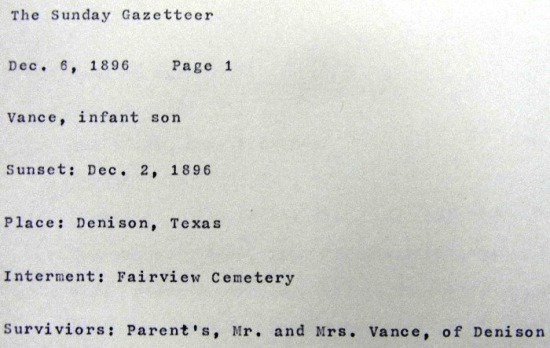 The Sunday Gazetteer
Dec. 6, 1896 Page 1
Vance, infant son
Sunset: Dec. 2, 1896
Place: Denison, Texas
Interment: Fairview Cemetery
Surviviors: Parent's, Mr. and Mrs. Vance, of Denison